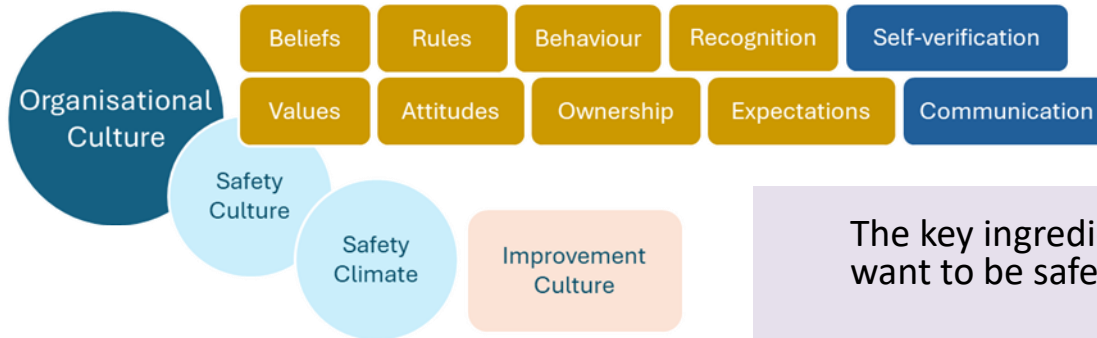 Beliefs
Rules
Behaviour
Recognition
Self-verification
Organisational
Culture
Values
Attitudes
Ownership
Expectations
Communication
Safety
Culture
Safety
Climate
Improvement
Culture
The key ingredi
want to be safe